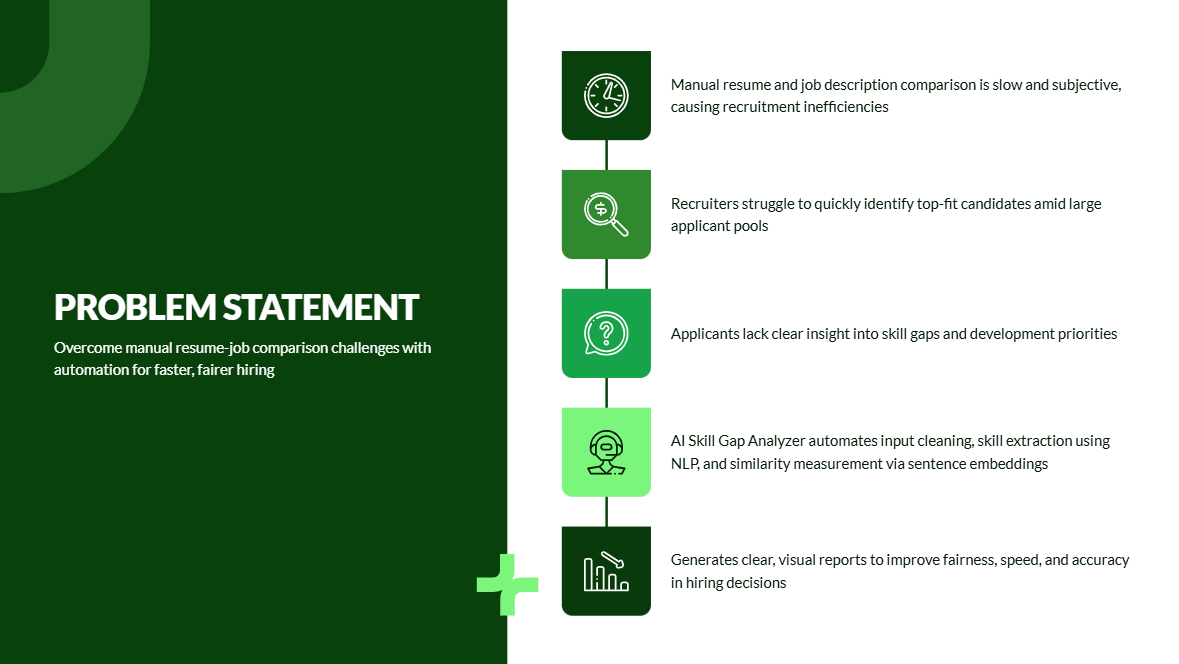 PROBLEM STATEMENT
Overcome manual resume-job comparison challenges with
automation for faster, fairer hiring
Manual resume and job description comparison is slow and subjective,
causing recruitment inefficiencies
Recruiters struggle to quickly identify top-fit candidates amid large
applicant pools
Applicants lack clear insight into skill gaps and development priorities
AI Skill Gap Analyzer automates input cleaning, skill extraction using
NLP, and similarity measurement via sentence embeddings
Generates clear, visual reports to improve fairness, speed, and accuracy
in hiring decisions